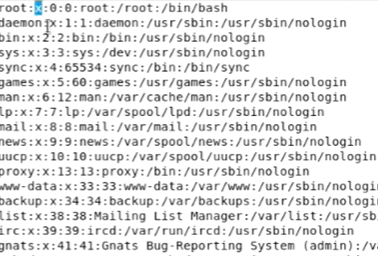 root:x:0:0:root:/root:/bin/bash
daemon:x:1:1:daemon:/usr/sbin:/usr/sbin/nologin
bin:x:2:2:bin:/bin:/usr/sbin/nologin
sys:x:3:3:sys:/dev:/usr/sbin/nologin
sync:x:4:65534:sync:/bin:/bin/sync
games:x:5:60:games:/usr/games:/usr/sbin/nologin
man:x:6:12:man:/var/cache/man:/usr/sbin/nologin
lp:x:7:7:lp:/var/spool/lpd:/usr/sbin/nologin
mail:x:8:8:mail:/var/mail:/usr/sbin/nologin
news:x:9:9:news:/var/spool/news:/usr/sbin/nologin
uucp:x:10:10:uucp:/var/spool/uucp:/usr/sbin/nologin
proxy:x:13:13:proxy:/bin:/usr/sbin/nologin
www-data:x:33:33:www-data:/var/www:/usr/sbin/nologi
backup:x:34:34:backup:/var/backups:/usr/sbin/nologi
list:x:38:38:Mailing List Manager:/var/list:/usr/sb
irc:x:39:39:ircd:/var/run/ircd:/usr/sbin/nologin
gnats:x:41:41:Gnats Bug-Reporting System (admin):/v